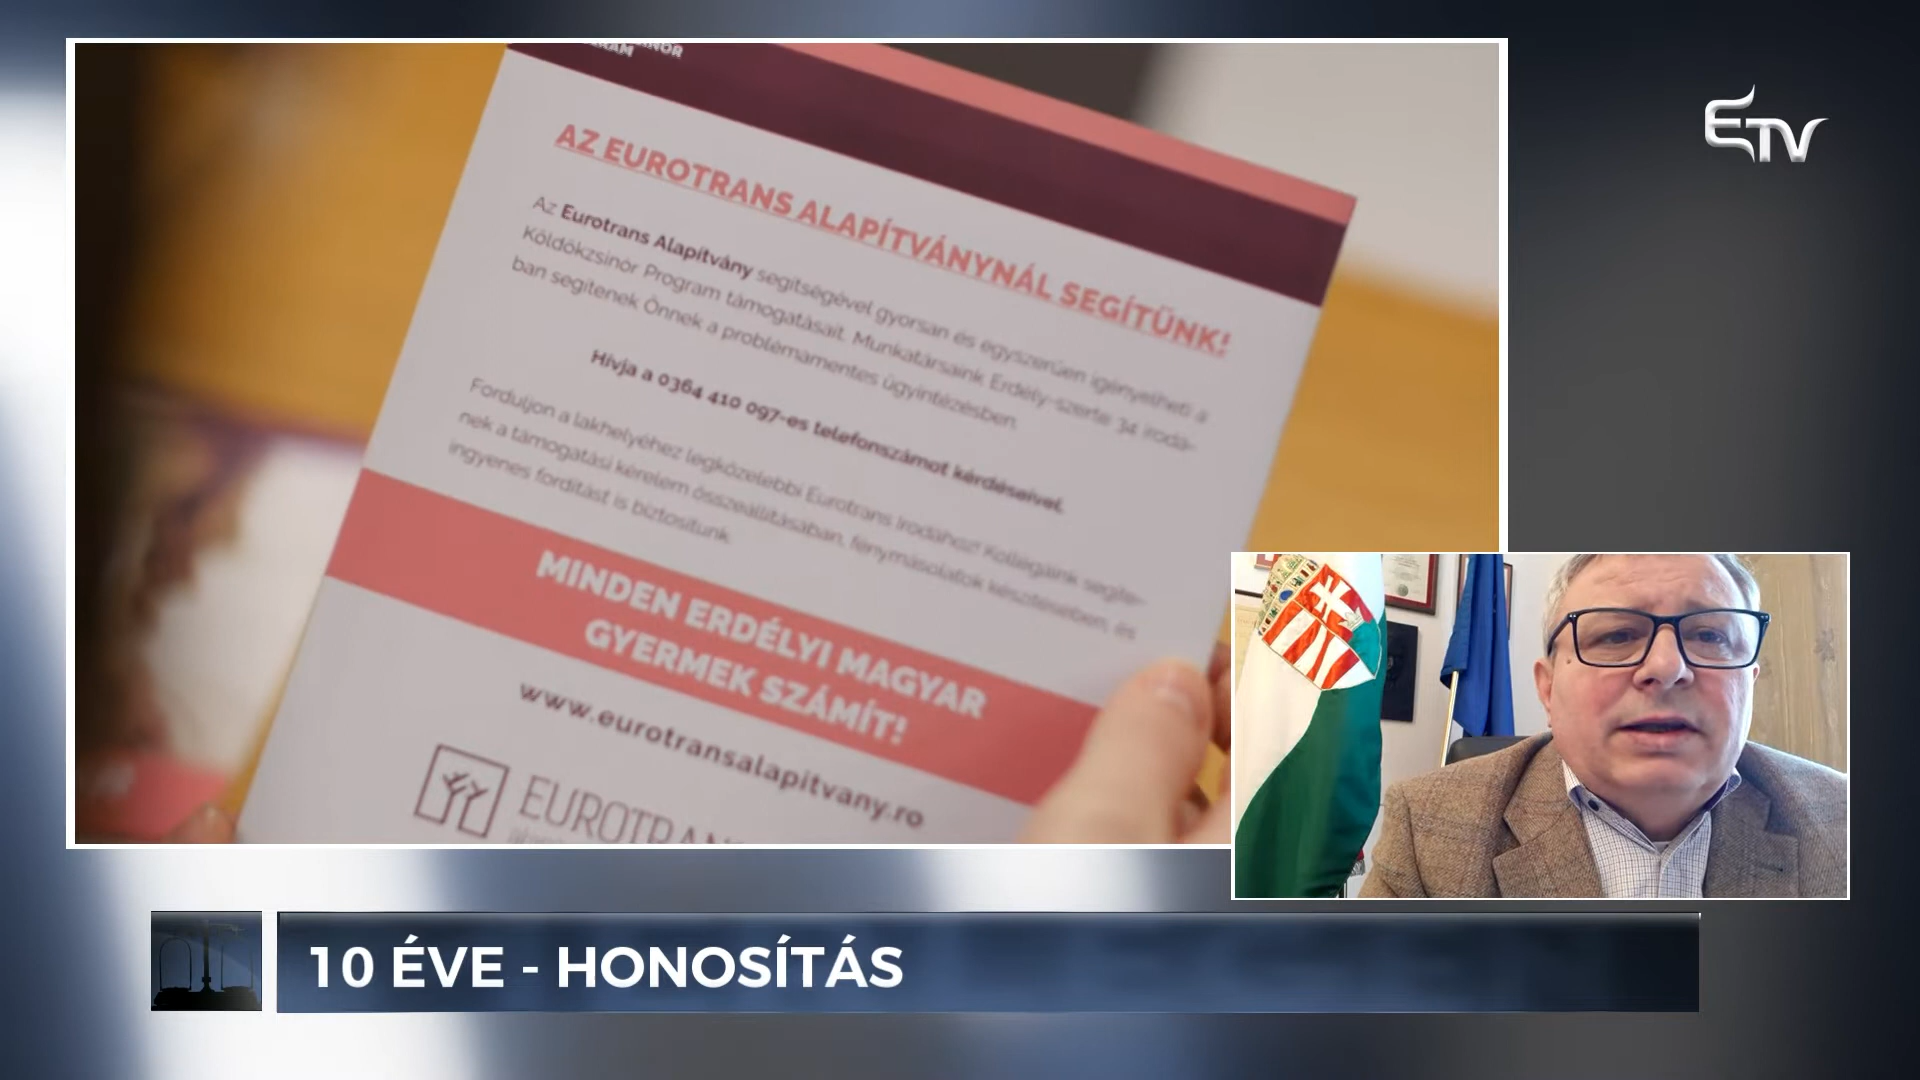 ÉTV
AZ EUROTRANS ALAPÍTVÁNYNÁL SEGÍTÜNK!
Az Eurotrans Alapítvány segítségével gyorsan és egyszerűen igényelheti a
Köldökzsinór Program támogatásait. Munkatársaink Erdély-szerte 34 irodá-
ban segítenek Önnek a problémamentes ügyintézésben.
Hívja a 0364 410 097-es telefonszámot kérdéseivel.
Forduljon a lakhelyéhez legközelebbi Eurotrans Irodához! Kollégáink segíte-
nek a támogatási kérelem összeállításában, fénymásolatok készítésében, és
ingyenes fordítást is biztosítunk.
MINDEN ERDÉLYI MAGYAR
GYERMEK SZÁMÍT!
www.eurotransalapitvany.ro
EUROTRANS
10 ÉVE - HONOSÍTÁS